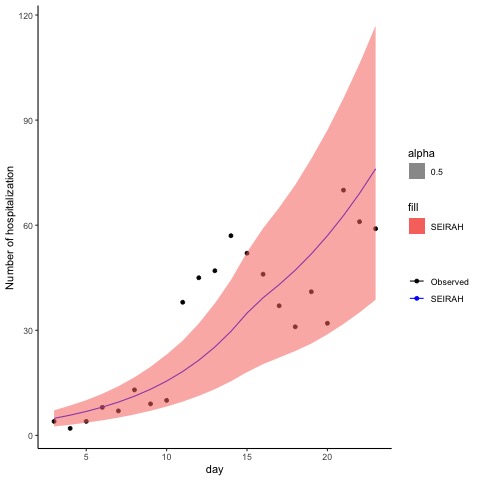 120
90
60
30
0
Number of hospitalization
5 10 15 20
day
alpha
0.5
fill
SEIRAH
Observed
SEIRAH